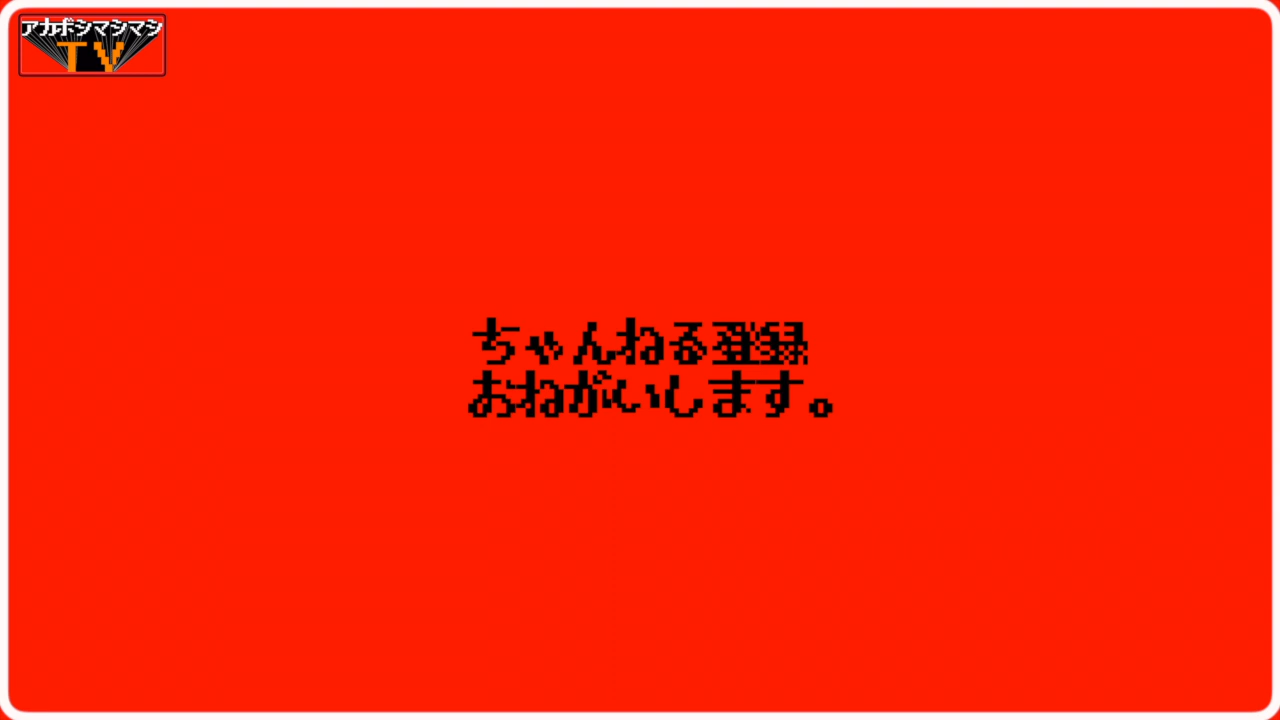 アカボシマシマシ
TV
ちゃんねる登録
おねがいします。